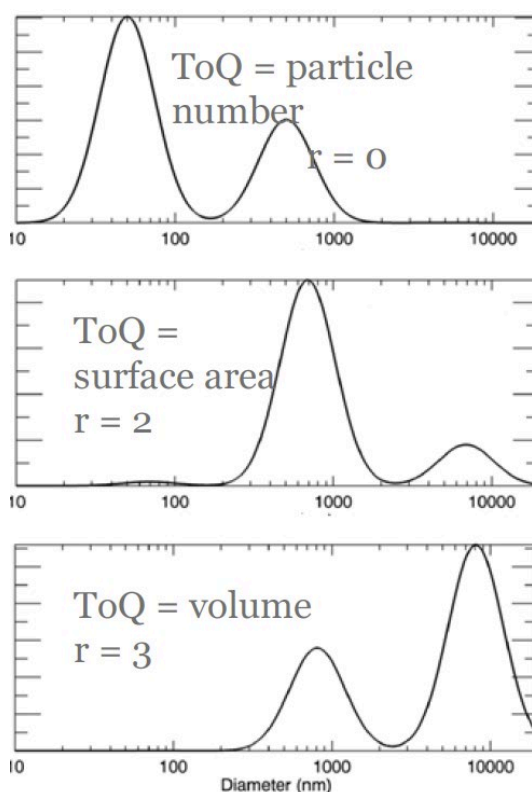 ToQ = particle
number
r = 0
10 100 1000 10000
ToQ =
surface area
r = 2
10 100 1000 10000
ToQ = volume
r = 3
10 100 1000 10000
Diameter (nm)